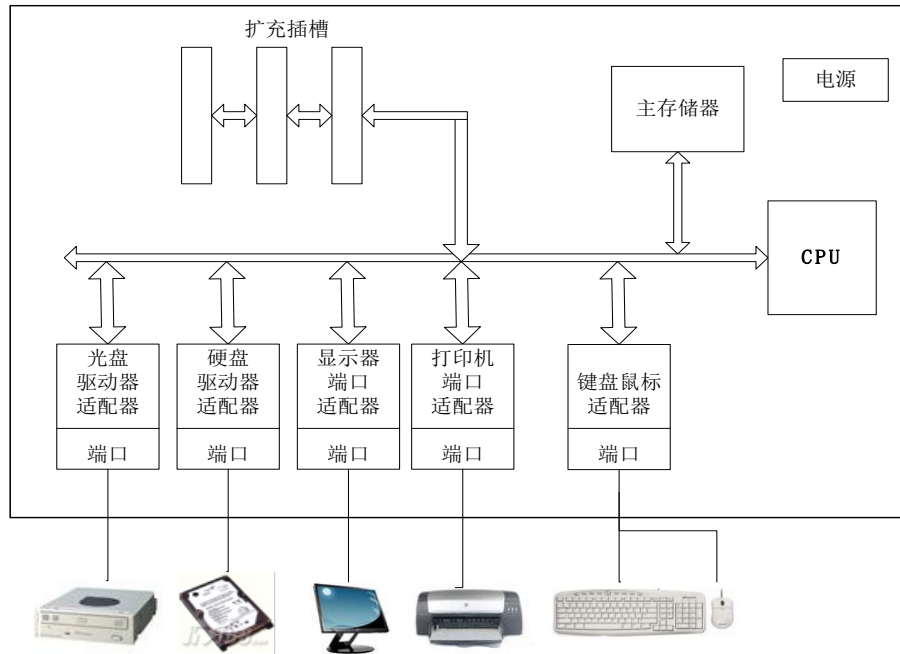 扩充插槽
主存储器
电源
CPU
光盘
驱动器
适配器
端口
硬盘
驱动器
适配器
端口
显示器
端口
适配器
端口
打印机
端口
适配器
端口
键盘鼠标
适配器
端口